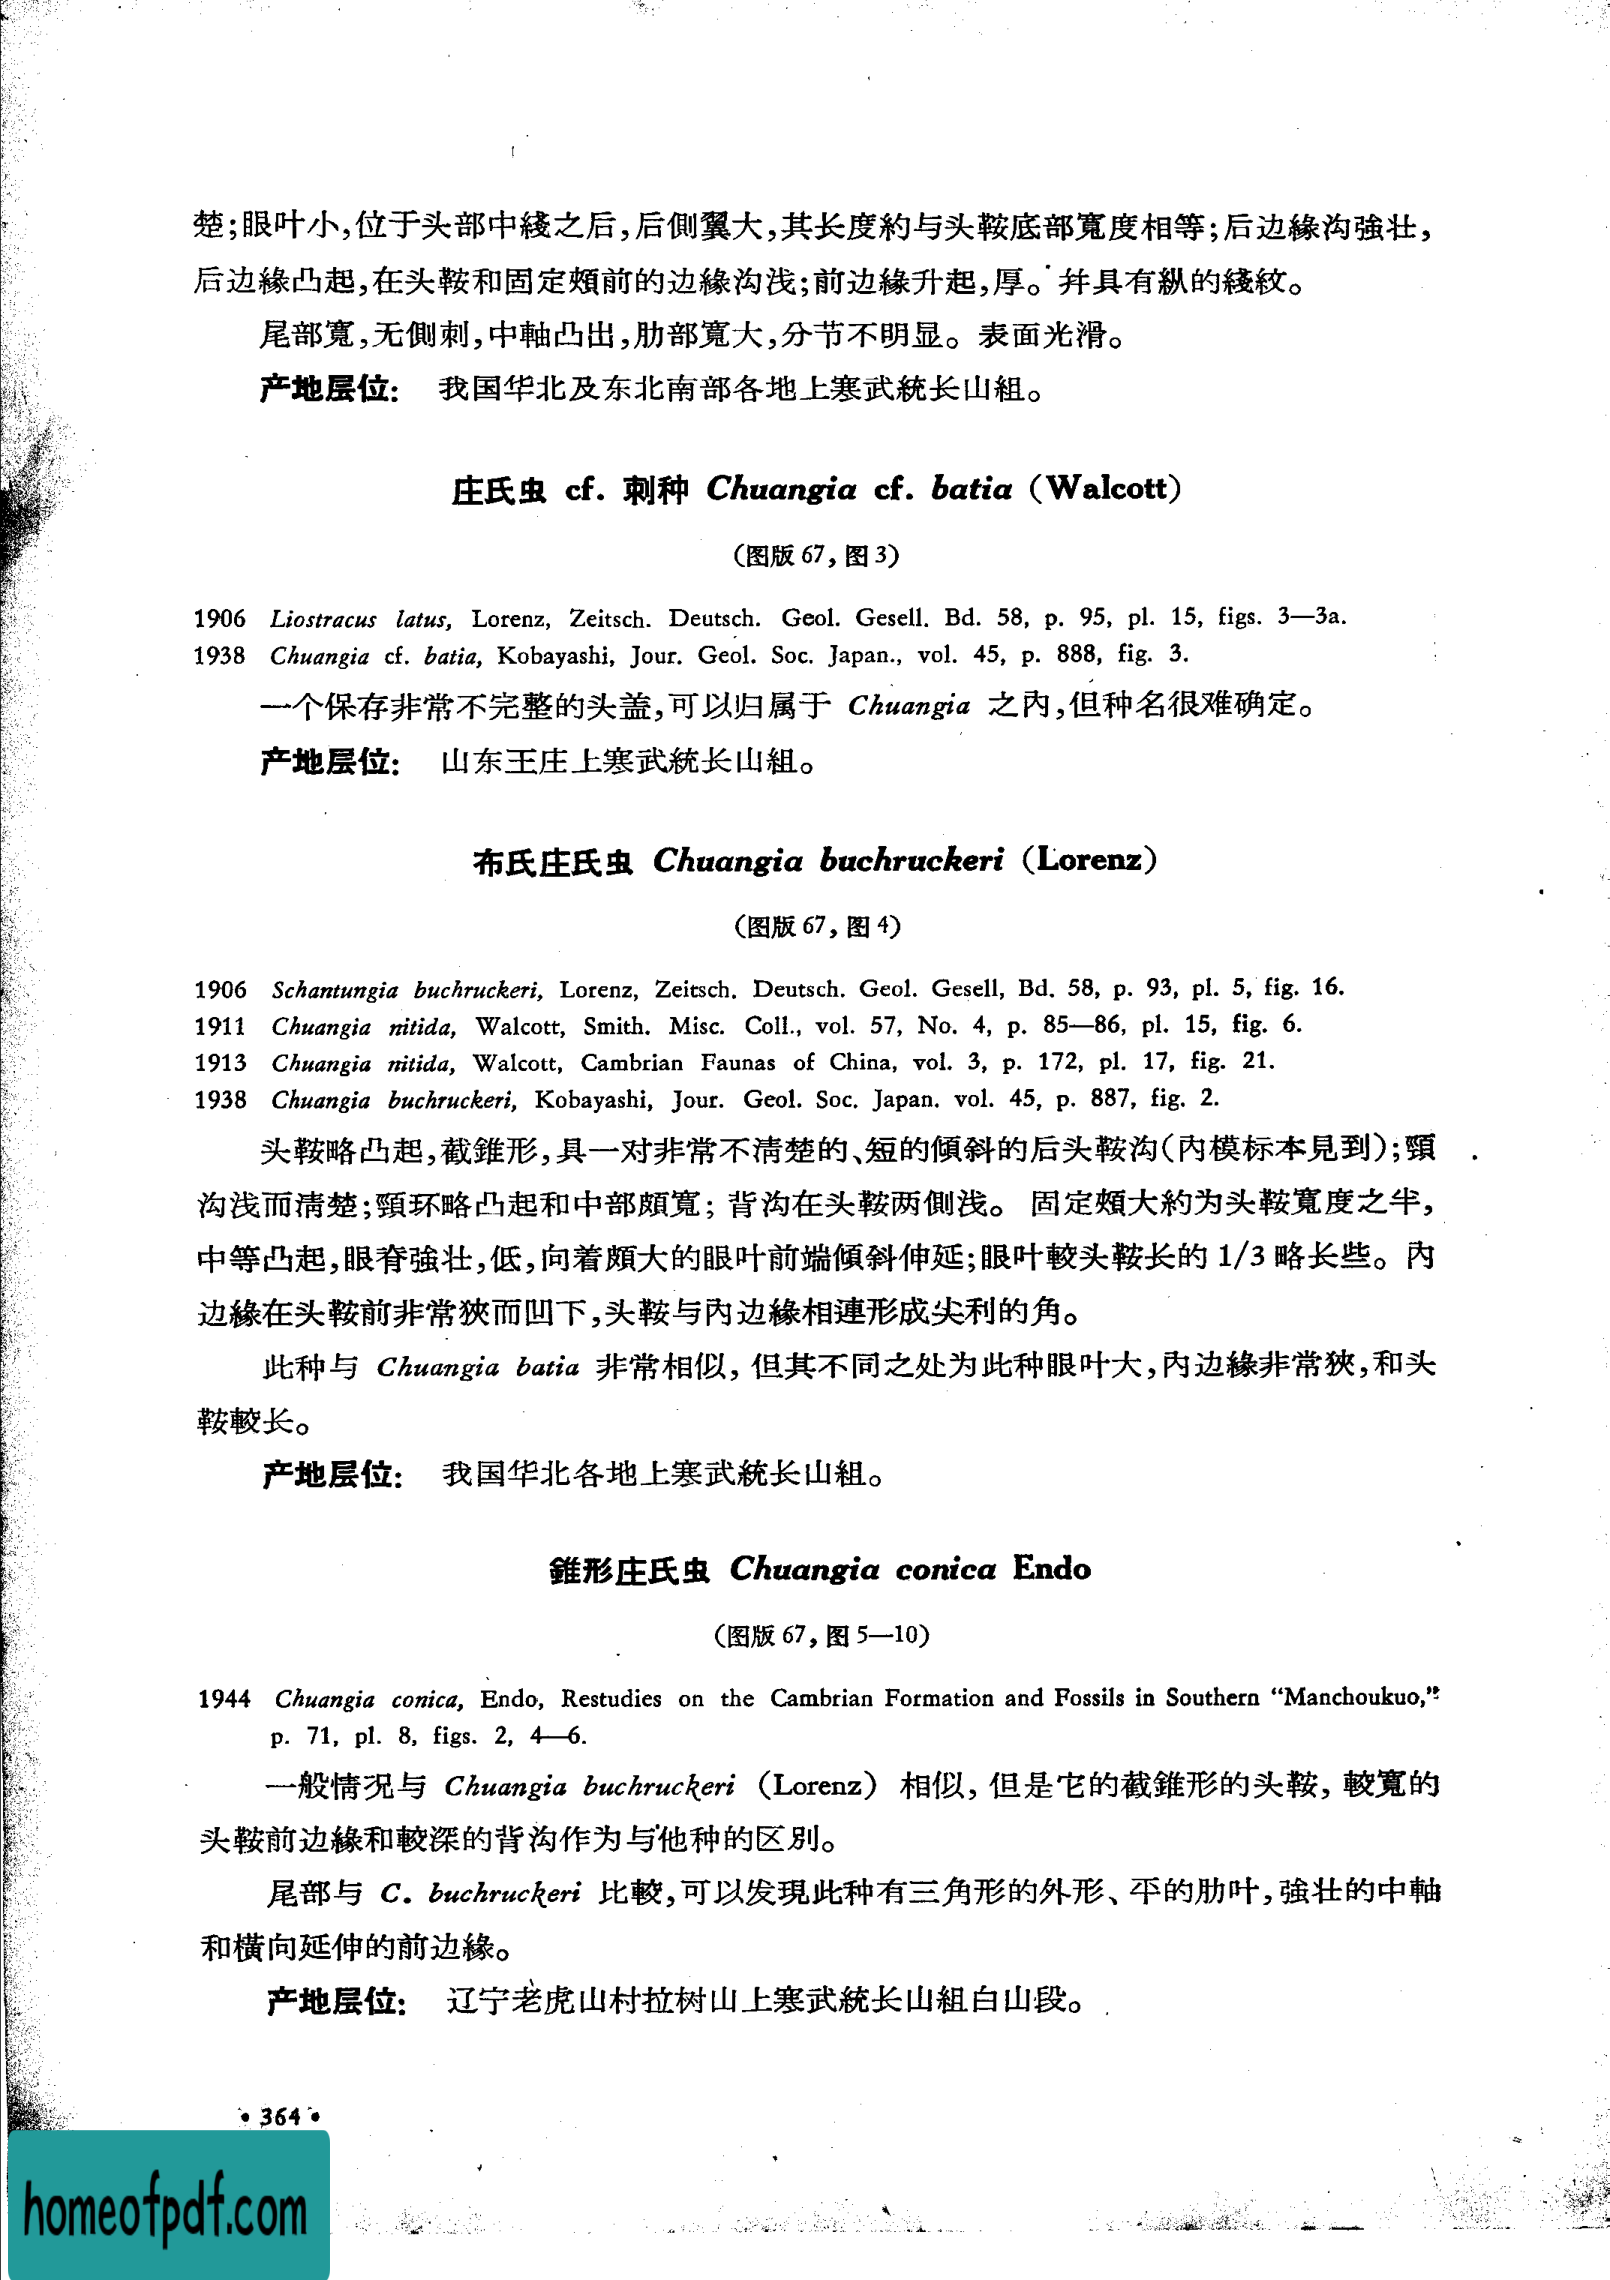 楚;眼叶小,位于头部中綫之后,后側翼大,其长度約与头鞍底部寬度相等;后边緣沟強壮,
后边緣凸起,在头鞍和固定頰前的边緣沟浅;前边緣升起,厚。并具有纵的綫紋。
尾部寬,无側刺,中軸凸出,肋部寬大,分节不明显。表面光滑。
产地层位: 我国华北及东北南部各地上寒武統长山組。
庄氏虫 cf. 刺种 Chuangia cf. batia (Walcott)
(图版 67, 图 3)
1906 Liostracus latus, Lorenz, Zeitsch. Deutsch. Geol. Gesell. Bd. 58, p. 95, pl. 15, figs. 3—3a.
1938 Chuangia cf. batia, Kobayashi, Jour. Geol. Soc. Japan., vol. 45, p. 888, fig. 3.
一个保存非常不完整的头盖,可以归属于 Chuangia 之內,但种名很难确定。
产地层位: 山东王庄上寒武統长山組。
布氏庄氏虫 Chuangia buchruckeri (Lorenz)
(图版 67, 图 4)
1906 Schantungia buchruckeri, Lorenz, Zeitsch. Deutsch. Geol. Gesell, Bd. 58, p. 93, pl. 5, fig. 16.
1911 Chuangia nitida, Walcott, Smith. Misc. Coll., vol. 57, No. 4, p. 85—86, pl. 15, fig. 6.
1913 Chuangia nitida, Walcott, Cambrian Faunas of China, vol. 3, p. 172, pl. 17, fig. 21.
1938 Chuangia buchruckeri, Kobayashi, Jour. Geol. Soc. Japan. vol. 45, p. 887, fig. 2.
头鞍略凸起,截錐形,具一对非常不清楚的、短的傾斜的后头鞍沟(內模标本見到);頸
沟浅而清楚;頸环略凸起和中部頗寬;背沟在头鞍两側浅。固定頰大約为头鞍寬度之半,
中等凸起,眼脊強壮,低,向着頗大的眼叶前端傾斜伸延;眼叶較头鞍长的 1/3 略长些。內
边緣在头鞍前非常狹而凹下,头鞍与內边緣相連形成尖利的角。
此种与 Chuangia batia 非常相似,但其不同之处为此种眼叶大,內边緣非常狹,和头
鞍較长。
产地层位: 我国华北各地上寒武統长山組。
錐形庄氏虫 Chuangia conica Endo
(图版 67, 图 5—10)
1944 Chuangia conica, Endo, Restudies on the Cambrian Formation and Fossils in Southern “Manchoukuo,”
p. 71, pl. 8, figs. 2, 4—6.
一般情况与 Chuangia buchruckeri (Lorenz) 相似,但是它的截錐形的头鞍,較寬的
头鞍前边緣和較深的背沟作为与他种的区別。
尾部与 C. buchruckeri 比較,可以发現此种有三角形的外形、平的肋叶,強壮的中軸
和橫向延伸的前边緣。
产地层位: 辽宁老虎山村拉树山上寒武統长山組白山段。
• 364 •
homeofpdf.com